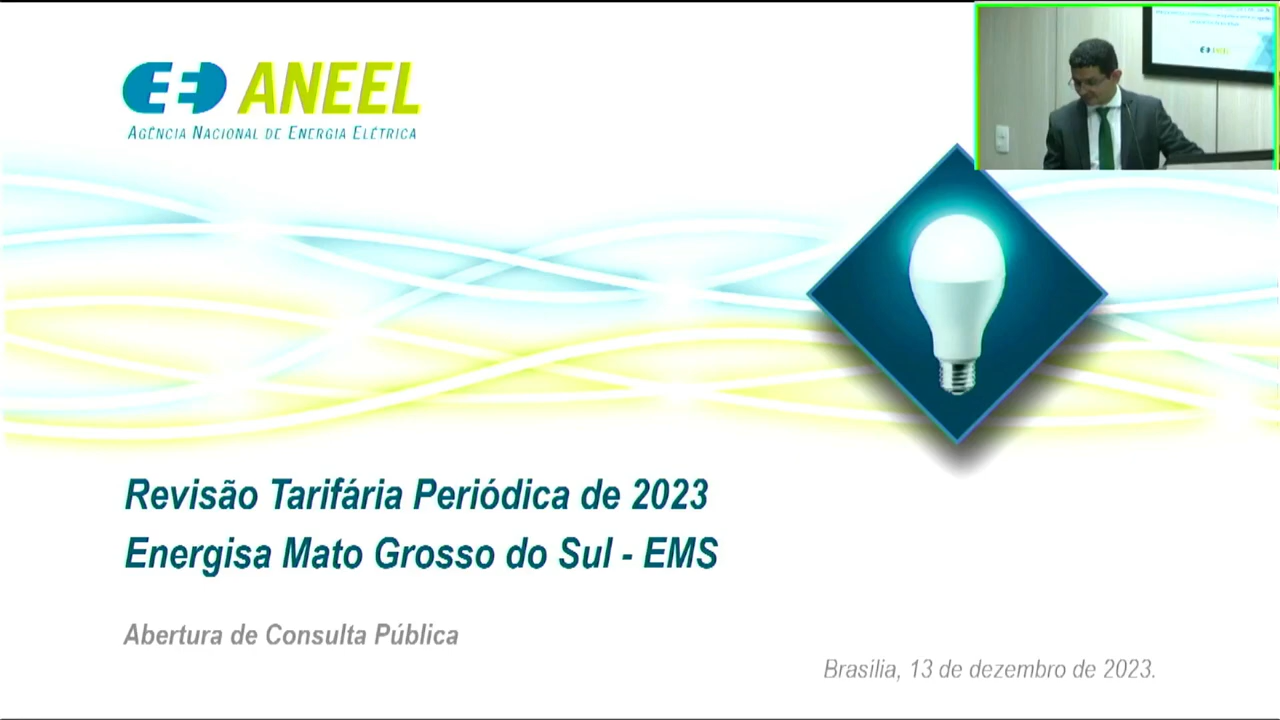 ANEEL
AGÊNCIA NACIONAL DE ENERGIA ELÉTRICA
Revisão Tarifária Periódica de 2023
Energisa Mato Grosso do Sul - EMS
Abertura de Consulta Pública
Brasilia, 13 de dezembro de 2023.